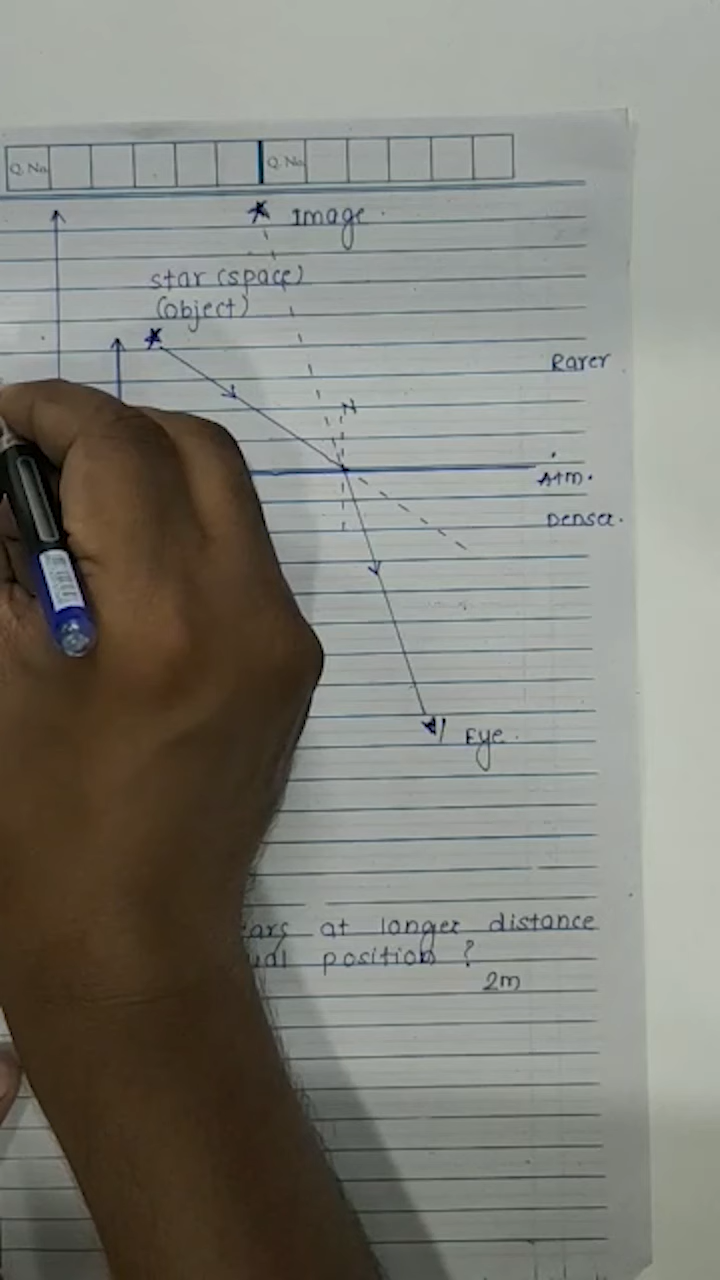 Q.No Q.No
Image.
star (space)
(object)
Rarer
N
Atm.
Denser.
Eye.
at longer distance
position ?
2m